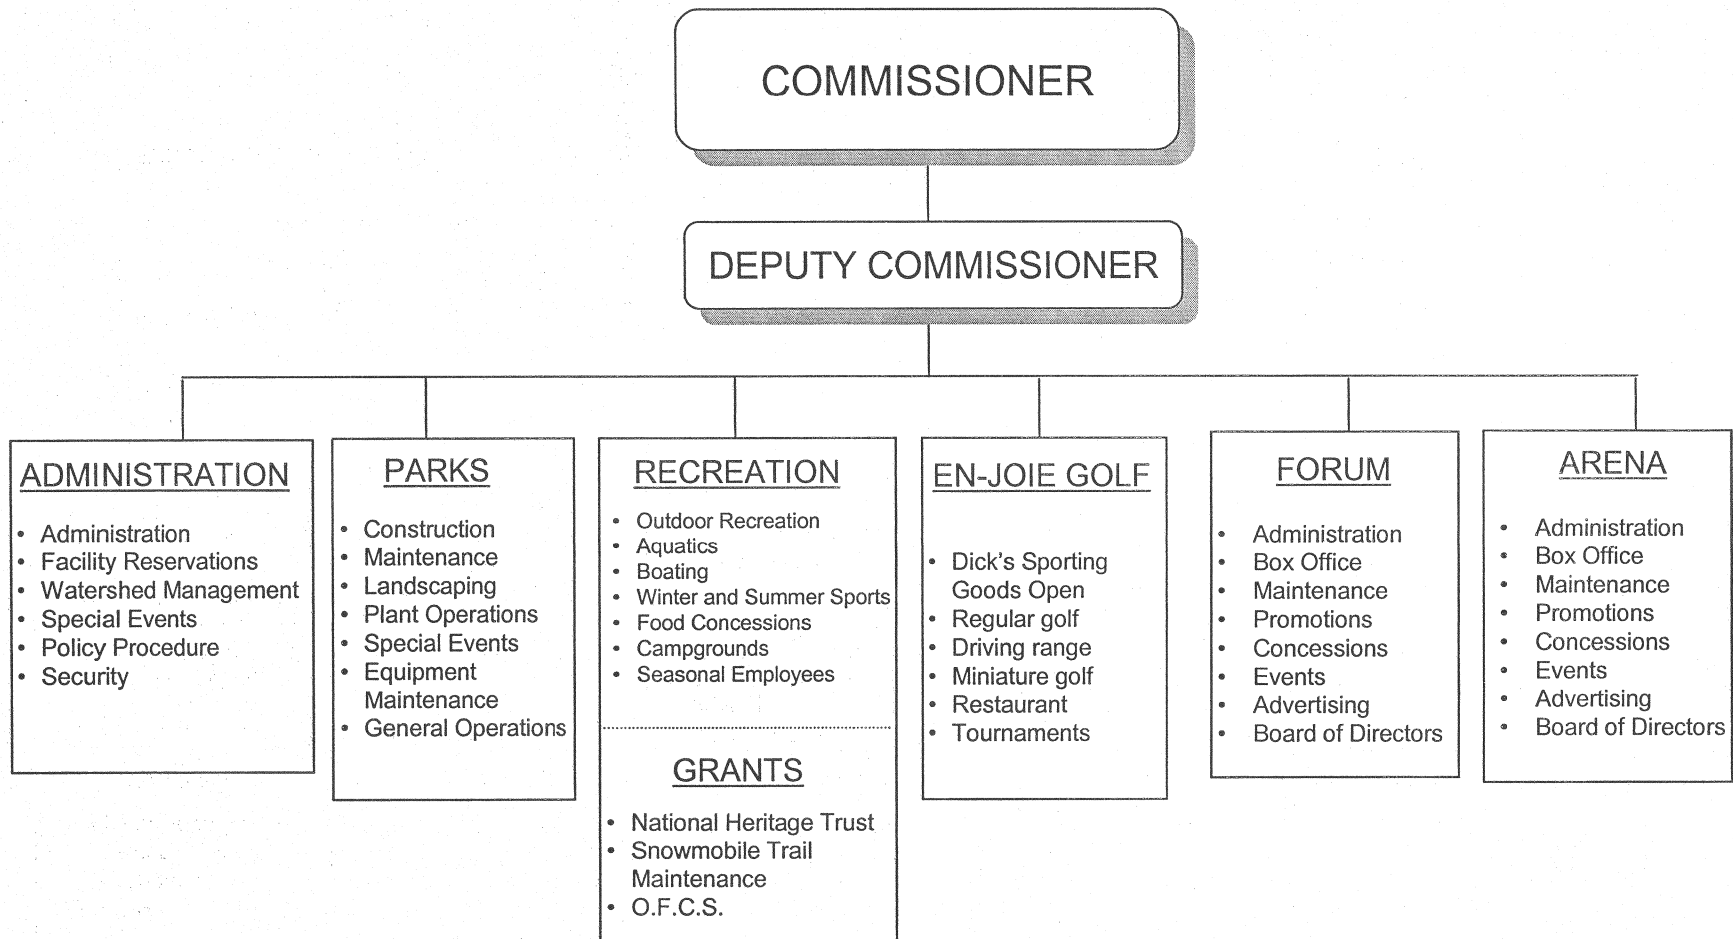 COMMISSIONER
DEPUTY COMMISSIONER
ADMINISTRATION
• Administration
• Facility Reservations
• Watershed Management
• Special Events
• Policy Procedure
• Security
PARKS
• Construction
• Maintenance
• Landscaping
• Plant Operations
• Special Events
• Equipment
Maintenance
• General Operations
RECREATION
• Outdoor Recreation
• Aquatics
• Boating
• Winter and Summer Sports
• Food Concessions
• Campgrounds
• Seasonal Employees
GRANTS
• National Heritage Trust
• Snowmobile Trail
Maintenance
• O.F.C.S.
EN-JOIE GOLF
• Dick's Sporting
Goods Open
• Regular golf
• Driving range
• Miniature golf
• Restaurant
• Tournaments
FORUM
• Administration
• Box Office
• Maintenance
• Promotions
• Concessions
• Events
• Advertising
• Board of Directors
ARENA
• Administration
• Box Office
• Maintenance
• Promotions
• Concessions
• Events
• Advertising
• Board of Directors